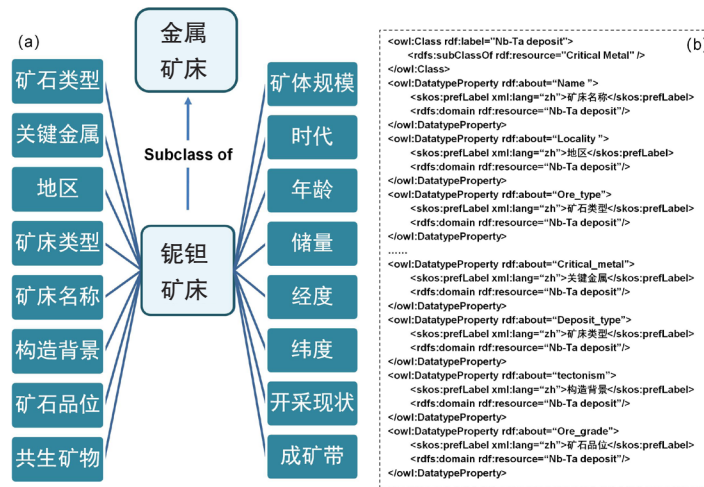 (a)
金属
矿床
矿石类型
关键金属
地区
矿床类型
矿床名称
构造背景
矿石品位
共生矿物
Subclass of
铌钽
矿床
矿体规模
时代
年龄
储量
经度
纬度
开采现状
成矿带
(b)
<owl:Class rdf:label="Nb-Ta deposit">
<rdfs:subClassOf rdf:resource="Critical Metal" />
</owl:Class>
<owl:DatatypeProperty rdf:about=“Name ”>
<skos:prefLabel xml:lang=“zh”>矿床名称</skos:prefLabel>
<rdfs:domain rdf:resource=“Nb-Ta deposit”/>
</owl:DatatypeProperty>
<owl:DatatypeProperty rdf:about=“Locality ”>
<skos:prefLabel xml:lang=“zh”>地区</skos:prefLabel>
<rdfs:domain rdf:resource=“Nb-Ta deposit”/>
</owl:DatatypeProperty>
<owl:DatatypeProperty rdf:about=“Ore_type”>
<skos:prefLabel xml:lang=“zh”>矿石类型</skos:prefLabel>
<rdfs:domain rdf:resource=“Nb-Ta deposit”/>
</owl:DatatypeProperty>
......
<owl:DatatypeProperty rdf:about=“Critical_metal”>
<skos:prefLabel xml:lang=“zh”>关键金属</skos:prefLabel>
<rdfs:domain rdf:resource=“Nb-Ta deposit”/>
</owl:DatatypeProperty>
<owl:DatatypeProperty rdf:about=“Deposit_type”>
<skos:prefLabel xml:lang=“zh”>矿床类型</skos:prefLabel>
<rdfs:domain rdf:resource=“Nb-Ta deposit”/>
</owl:DatatypeProperty>
<owl:DatatypeProperty rdf:about=“tectonism”>
<skos:prefLabel xml:lang=“zh”>构造背景</skos:prefLabel>
<rdfs:domain rdf:resource=“Nb-Ta deposit”/>
</owl:DatatypeProperty>
<owl:DatatypeProperty rdf:about=“Ore_grade”>
<skos:prefLabel xml:lang=“zh”>矿石品位</skos:prefLabel>
<rdfs:domain rdf:resource=“Nb-Ta deposit”/>
</owl:DatatypeProperty>